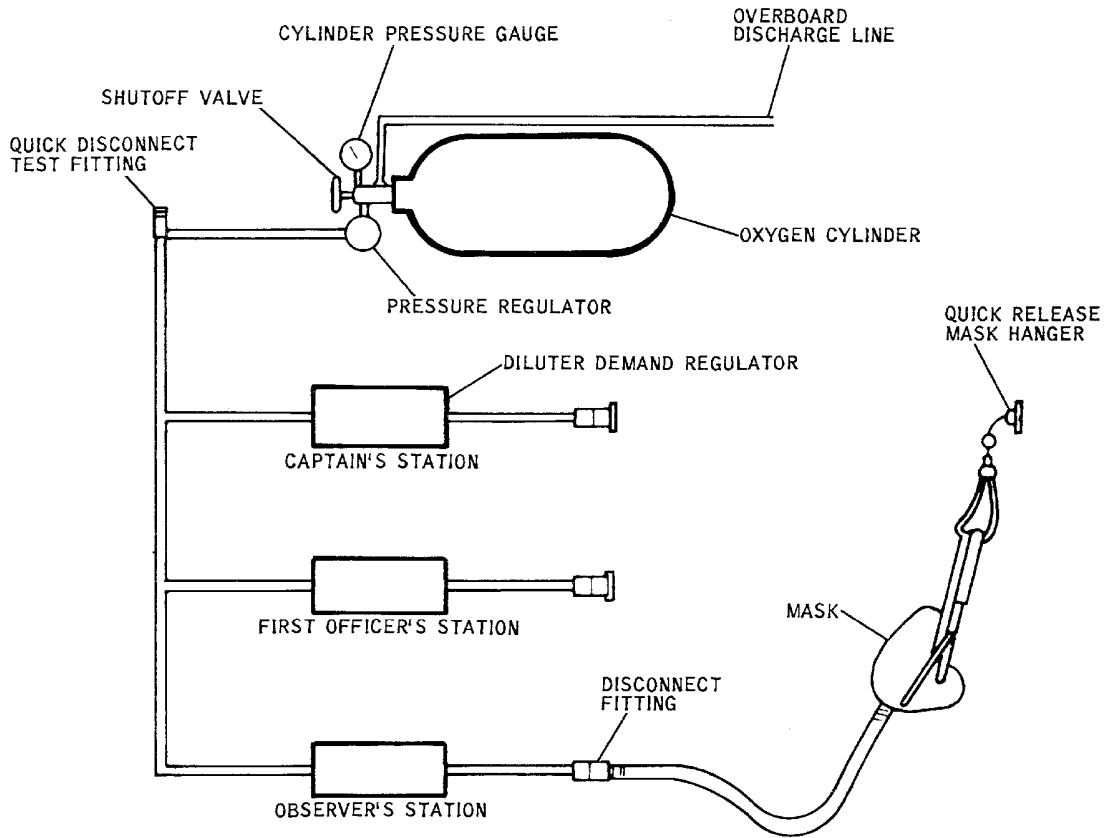 OVERBOARD
DISCHARGE LINE
CYLINDER PRESSURE GAUGE
SHUTOFF VALVE
QUICK DISCONNECT
TEST FITTING
OXYGEN CYLINDER
PRESSURE REGULATOR
QUICK RELEASE
MASK HANGER
DILUTER DEMAND REGULATOR
CAPTAIN'S STATION
FIRST OFFICER'S STATION
MASK
DISCONNECT
FITTING
OBSERVER'S STATION